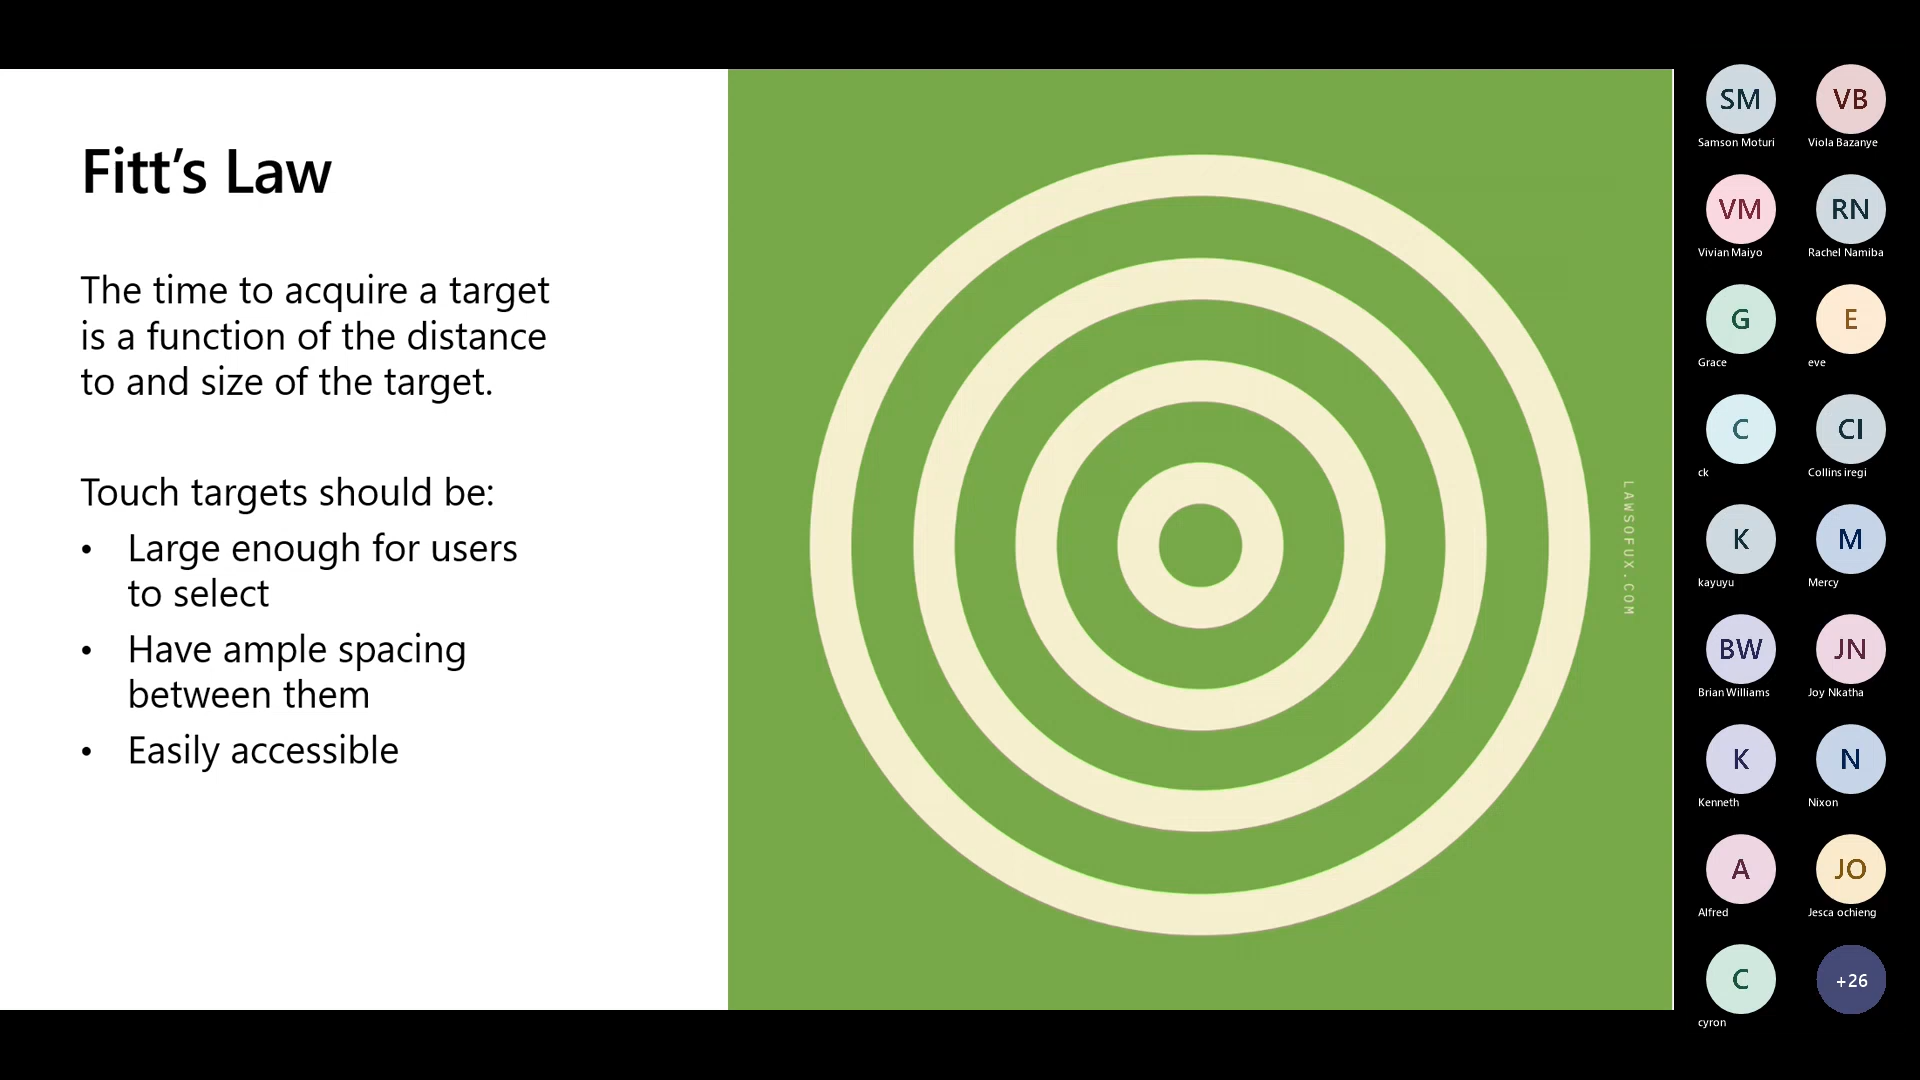 Fitt’s Law
The time to acquire a target
is a function of the distance
to and size of the target.
Touch targets should be:
• Large enough for users
to select
• Have ample spacing
between them
• Easily accessible
LAWSOFUX.COM
SM
Samson Moturi
VB
Viola Bazanye
VM
Vivian Maiyo
RN
Rachel Namiba
G
Grace
E
eve
C
ck
CI
Collins iregi
K
kayuyu
M
Mercy
BW
Brian Williams
JN
Joy Nkatha
K
Kenneth
N
Nixon
A
Alfred
JO
Jesca ochieng
C
cyron
+26